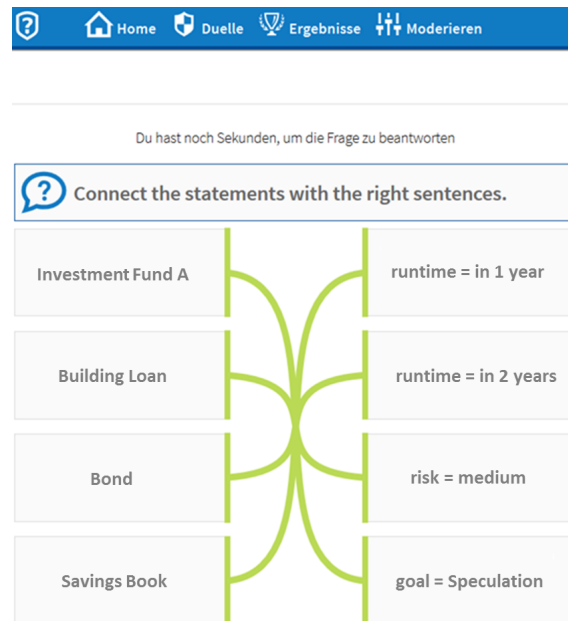 Home Duelle Ergebnisse Moderieren
Du hast noch Sekunden, um die Frage zu beantworten
Connect the statements with the right sentences.
Investment Fund A
runtime = in 1 year
Building Loan
runtime = in 2 years
Bond
risk = medium
Savings Book
goal = Speculation